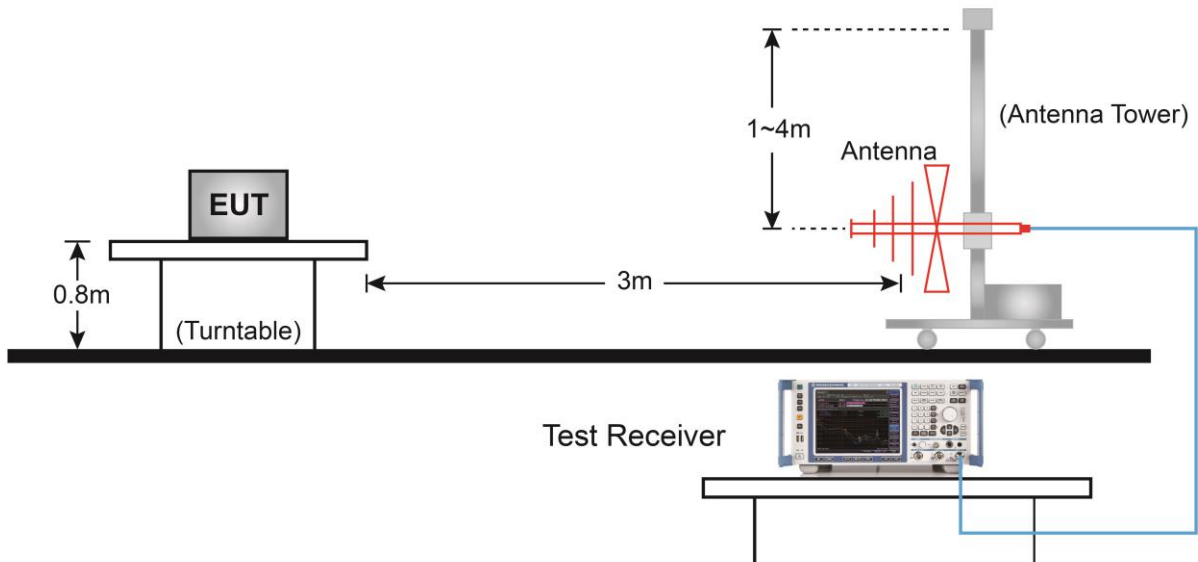 1~4m
(Antenna Tower)
Antenna
EUT
0.8m
3m
(Turntable)
Test Receiver